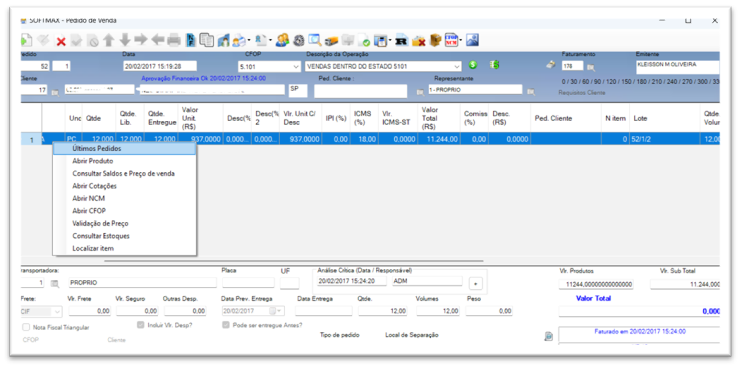 SOFTMAX - Pedido de Venda
CFOP NCM
Pedido Data CFOP Descrição da Operação Faturamento Emitente
52 1 20/02/2017 15:19:28 5.101 VENDAS DENTRO DO ESTADO 5101 178 KLEISSON M OLIVEIRA
Cliente Aprovação Financeira Ok 20/02/2017 15:24:00 Ped. Cliente : Representante 0 / 30 / 60 / 90 / 120 / 150 / 180 / 210 / 240 / 270 / 300 / 33
17 SP 1- PROPRIO Requisitos Cliente
Unc Qtde Qtde. Lib. Qtde. Entregue Valor Unit. (R$) Desc(% Desc(% 2 Vlr. Unit C/ Desc IPI (%) ICMS (%) Vlr. ICMS-ST Valor Total (R$) Comiss (%) Desc. (R$) Ped. Cliente N item Lote Qtde Volur
1 A PC 12,000 12,000 12,000 937,0000 0,000... 0,000... 937,0000 0,00 18,00 0,0000 11.244,00 0,00 0,0000 0 52/1/2 12,00
Últimos Pedidos
Abrir Produto
Consultar Saldos e Preço de venda
Abrir Cotações
Abrir NCM
Abrir CFOP
Validação de Preço
Consultar Estoques
Localizar item
Transportadora: Placa UF Análise Crítica (Data / Responsável) Vlr. Produtos Vlr. Sub Total
1 PROPRIO 20/02/2017 15:24:20 ADM 11244,00000000000000 11.244,000
Frete: Vlr. Frete Vlr. Seguro Outras Desp. Data Prev. Entrega Data Entrega Qtde. Volumes Peso Valor Total
CIF 0,00 0,00 0,00 20/02/2017 12,00 12,00 0,00 0,000
Nota Fiscal Triangular Incluir Vlr. Desp? Pode ser entregue Antes? Faturado em 20/02/2017 15:24:00
CFOP Cliente Tipo de pedido Local de Separação